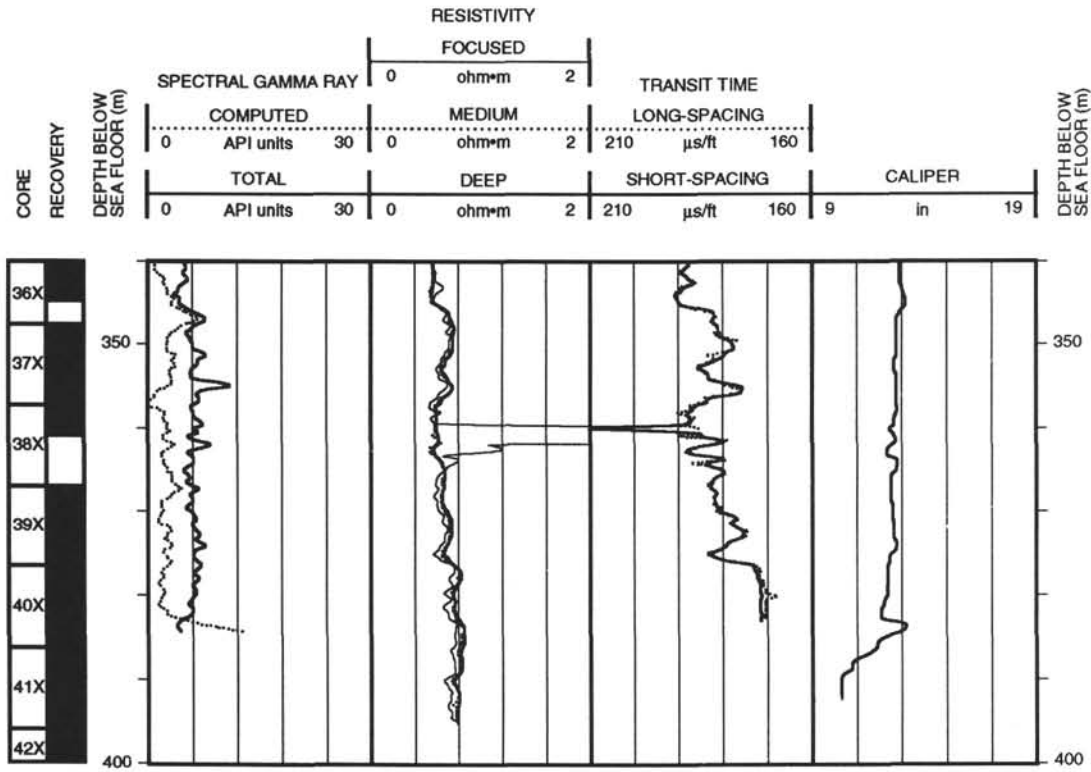 RESISTIVITY
FOCUSED
0 ohm•m 2
SPECTRAL GAMMA RAY
TRANSIT TIME
COMPUTED
MEDIUM
LONG-SPACING
0 API units 30
0 ohm•m 2
210 µs/ft 160
TOTAL
DEEP
SHORT-SPACING
CALIPER
0 API units 30
0 ohm•m 2
210 µs/ft 160
9 in 19
CORE
RECOVERY
DEPTH BELOW
SEA FLOOR (m)
DEPTH BELOW
SEA FLOOR (m)
36X
350
350
37X
38X
39X
40X
41X
42X
400
400